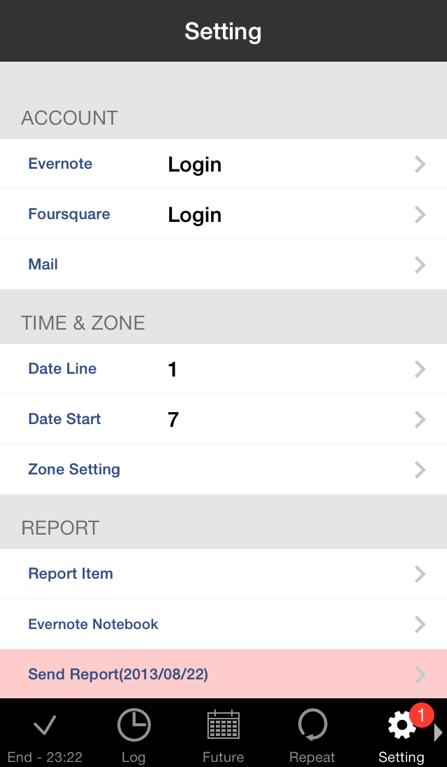 Setting
ACCOUNT
Evernote Login
Foursquare Login
Mail
TIME & ZONE
Date Line 1
Date Start 7
Zone Setting
REPORT
Report Item
Evernote Notebook
Send Report(2013/08/22)
1
End - 23:22 Log Future Repeat Setting